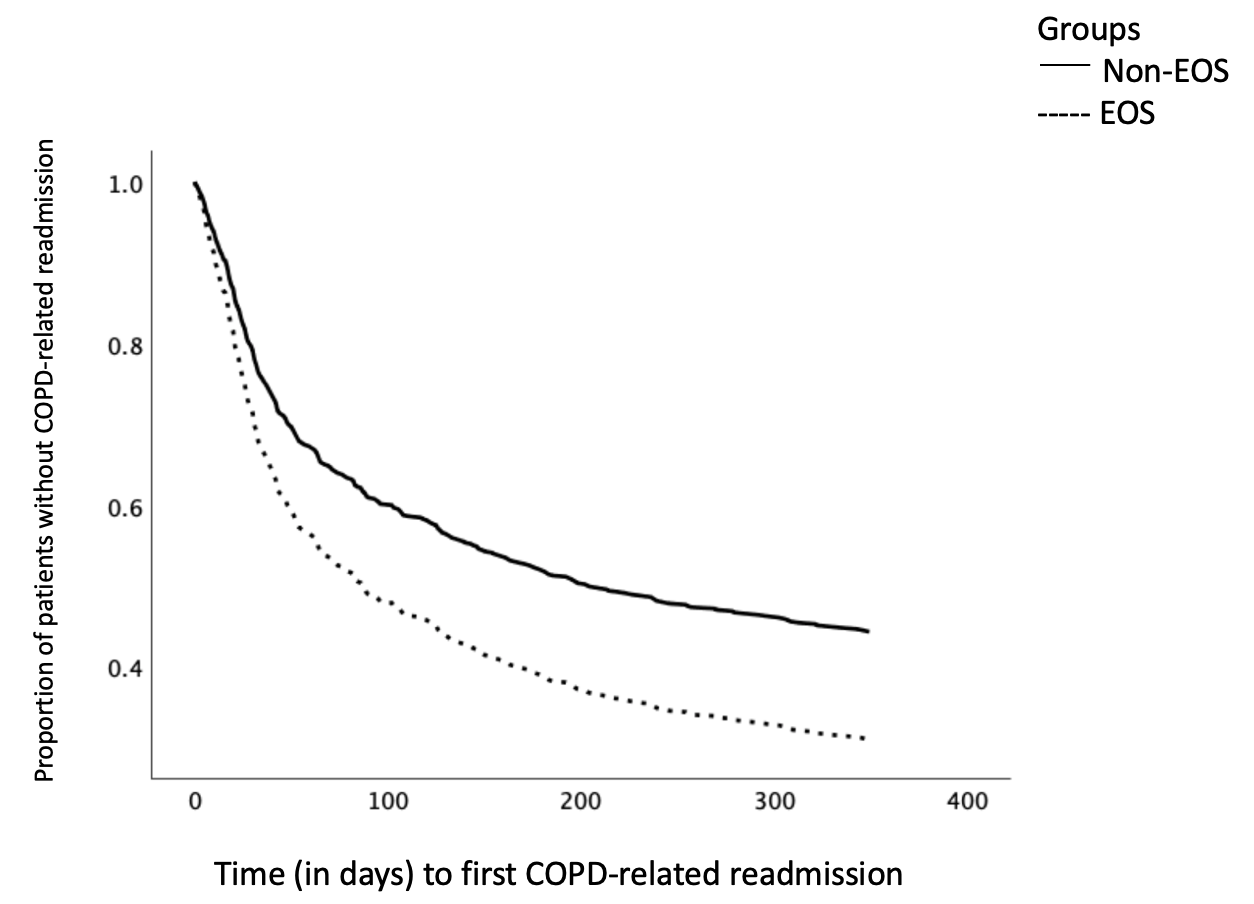 Groups
Non-EOS
EOS
Proportion of patients without COPD-related readmission
1.0
0.8
0.6
0.4
0
100
200
300
400
Time (in days) to first COPD-related readmission